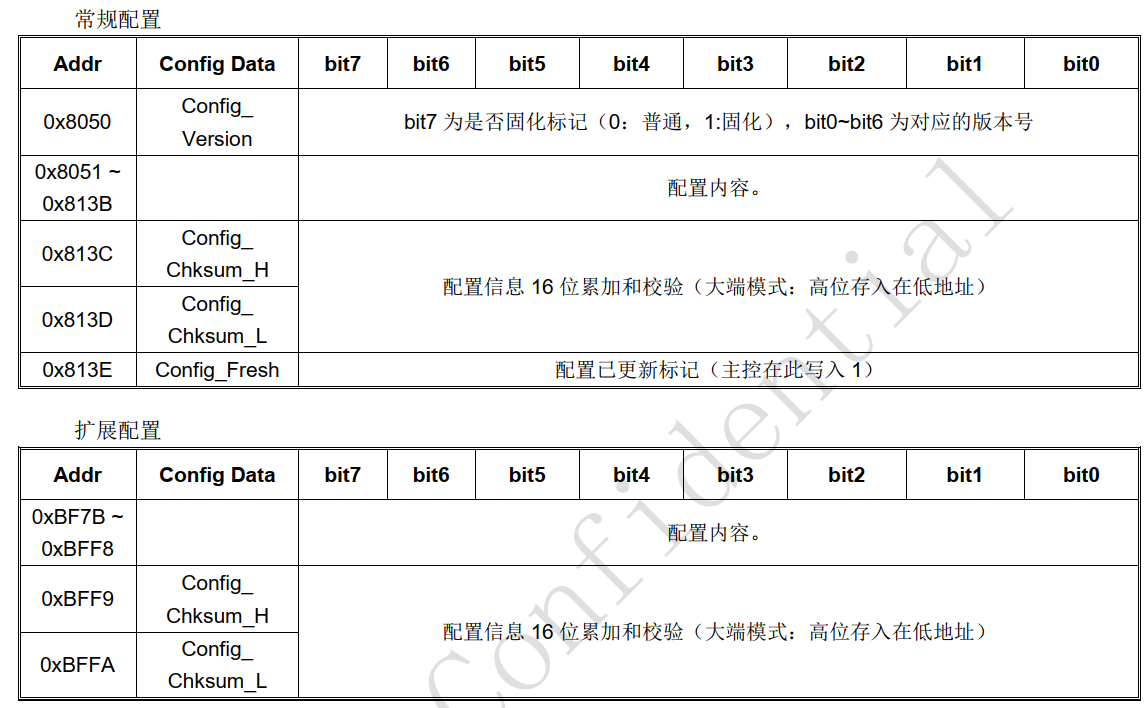 常规配置
Addr Config Data bit7 bit6 bit5 bit4 bit3 bit2 bit1 bit0
0x8050 Config_
Version bit7 为是否固化标记（0：普通，1:固化），bit0~bit6 为对应的版本号
0x8051 ~
0x813B 配置内容。
0x813C Config_
Chksum_H 配置信息 16 位累加和校验（大端模式：高位存入在低地址）
0x813D Config_
Chksum_L
0x813E Config_Fresh 配置已更新标记（主控在此写入 1）
扩展配置
Addr Config Data bit7 bit6 bit5 bit4 bit3 bit2 bit1 bit0
0xBF7B ~
0xBFF8 配置内容。
0xBFF9 Config_
Chksum_H 配置信息 16 位累加和校验（大端模式：高位存入在低地址）
0xBFFA Config_
Chksum_L
Confidential